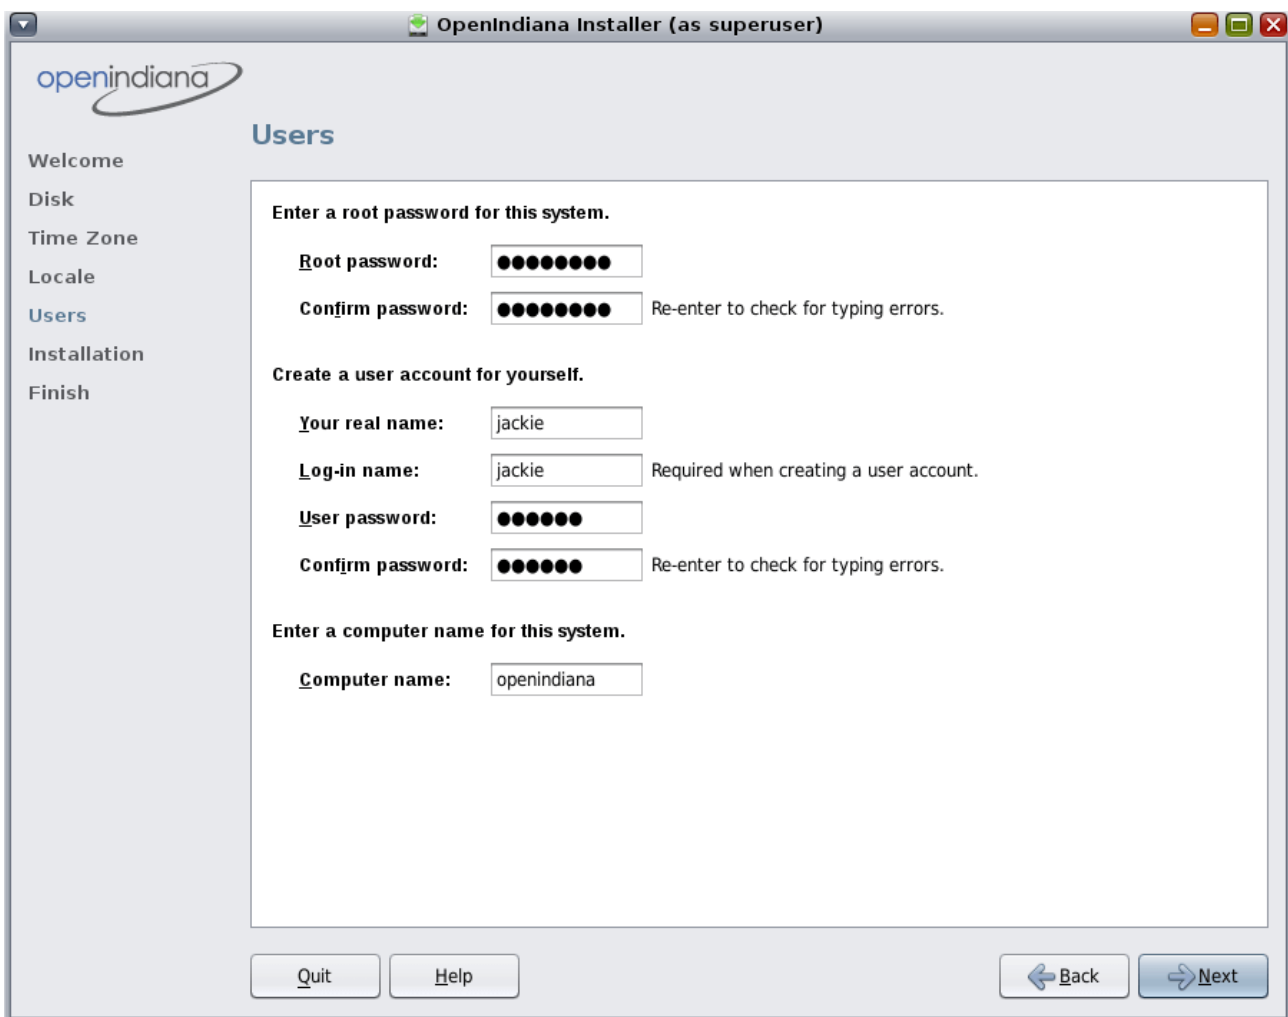 OpenIndiana Installer (as superuser)
openindiana
Users
Welcome
Disk
Time Zone
Locale
Users
Installation
Finish
Enter a root password for this system.
Root password: ●●●●●●●●
Confirm password: ●●●●●●●● Re-enter to check for typing errors.
Create a user account for yourself.
Your real name: jackie
Log-in name: jackie Required when creating a user account.
User password: ●●●●●●
Confirm password: ●●●●●● Re-enter to check for typing errors.
Enter a computer name for this system.
Computer name: openindiana
Quit Help Back Next